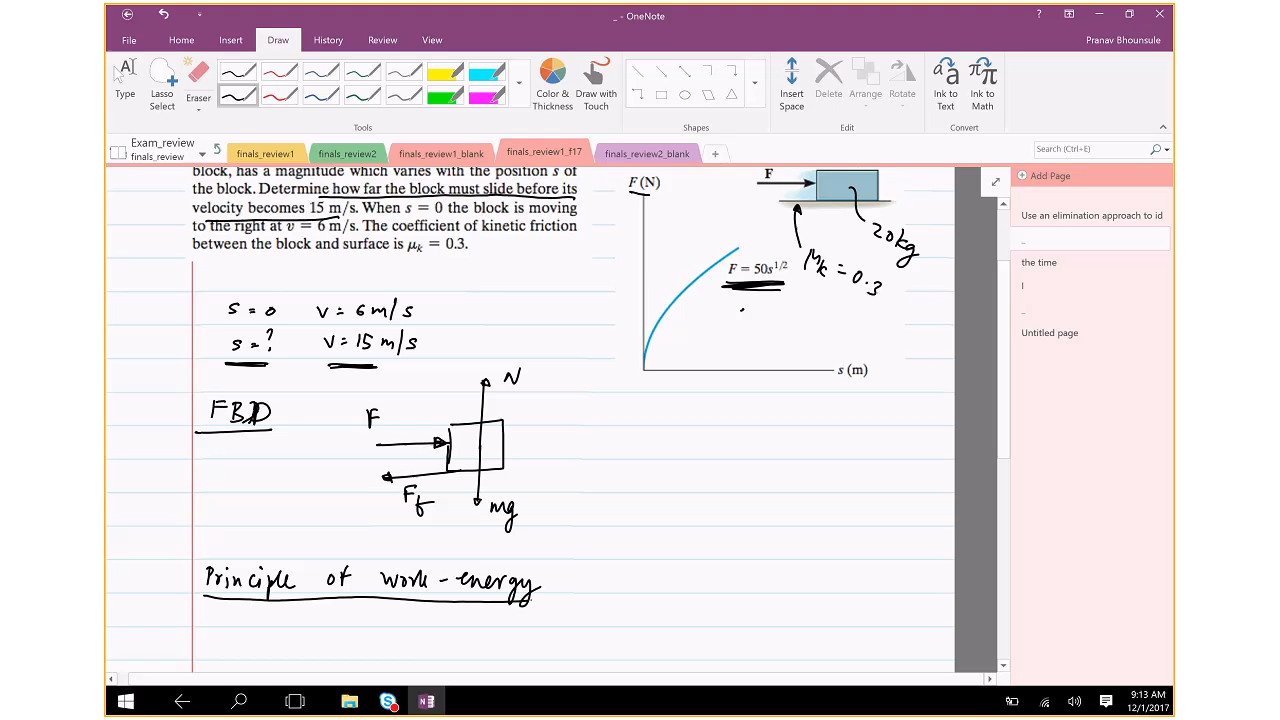 _ - OneNote
?
File
Home
Insert
Draw
History
Review
View
Pranav Bhounsule
Type
Lasso Select
Eraser
Color & Thickness
Draw with Touch
Insert Space
Delete
Arrange
Rotate
Ink to Text
Ink to Math
Tools
Shapes
Edit
Convert
Exam_review
finals_review
finals_review1
finals_review2
finals_review1_blank
finals_review1_f17
finals_review2_blank
Search (Ctrl+E)
Add Page
Use an elimination approach to id
_
the time
I
_
Untitled page
block, has a magnitude which varies with the position s of
the block. Determine how far the block must slide before its
velocity becomes 15 m/s. When s = 0 the block is moving
to the right at v = 6 m/s. The coefficient of kinetic friction
between the block and surface is μk = 0.3.
F (N)
F
20kg
μk = 0.3
F = 50s^1/2
s (m)
s = 0 v = 6 m/s
s = ? v = 15 m/s
FBD
N
F
Ff
mg
Principle of work-energy
9:13 AM
12/1/2017